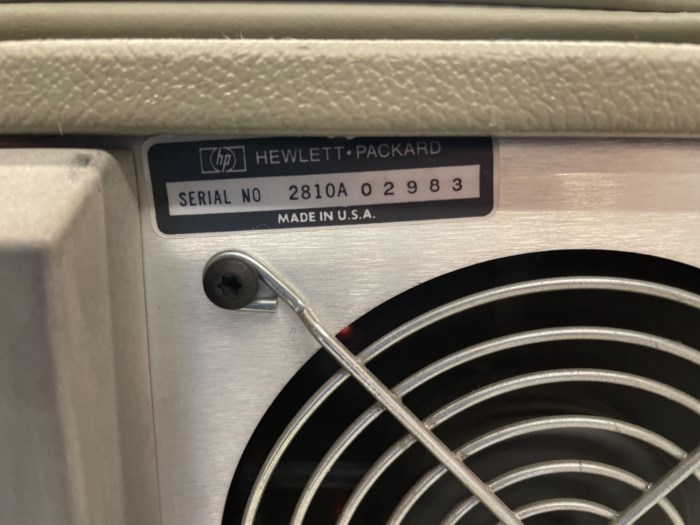 hp HEWLETT•PACKARD
SERIAL NO 2810A 02983
MADE IN U.S.A.